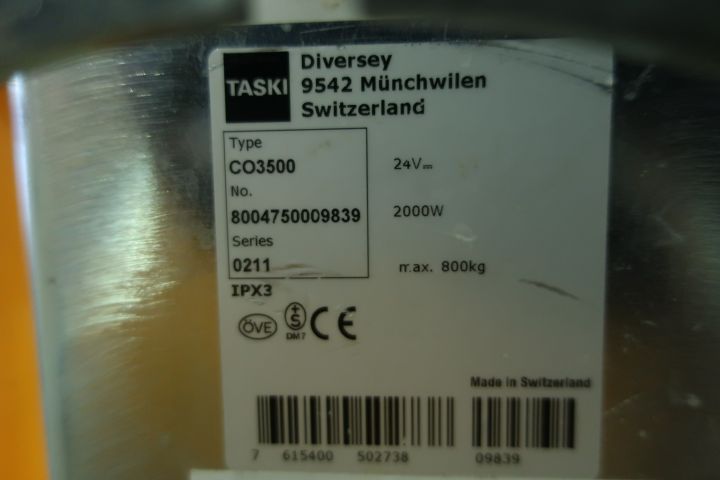 TASKI
Diversey
9542 Münchwilen
Switzerland
Type
CO3500
24V⎓
No.
8004750009839
2000W
Series
0211
max. 800kg
IPX3
ÖVE
+S
DM7
CE
Made in Switzerland
7 615400 502738 09839